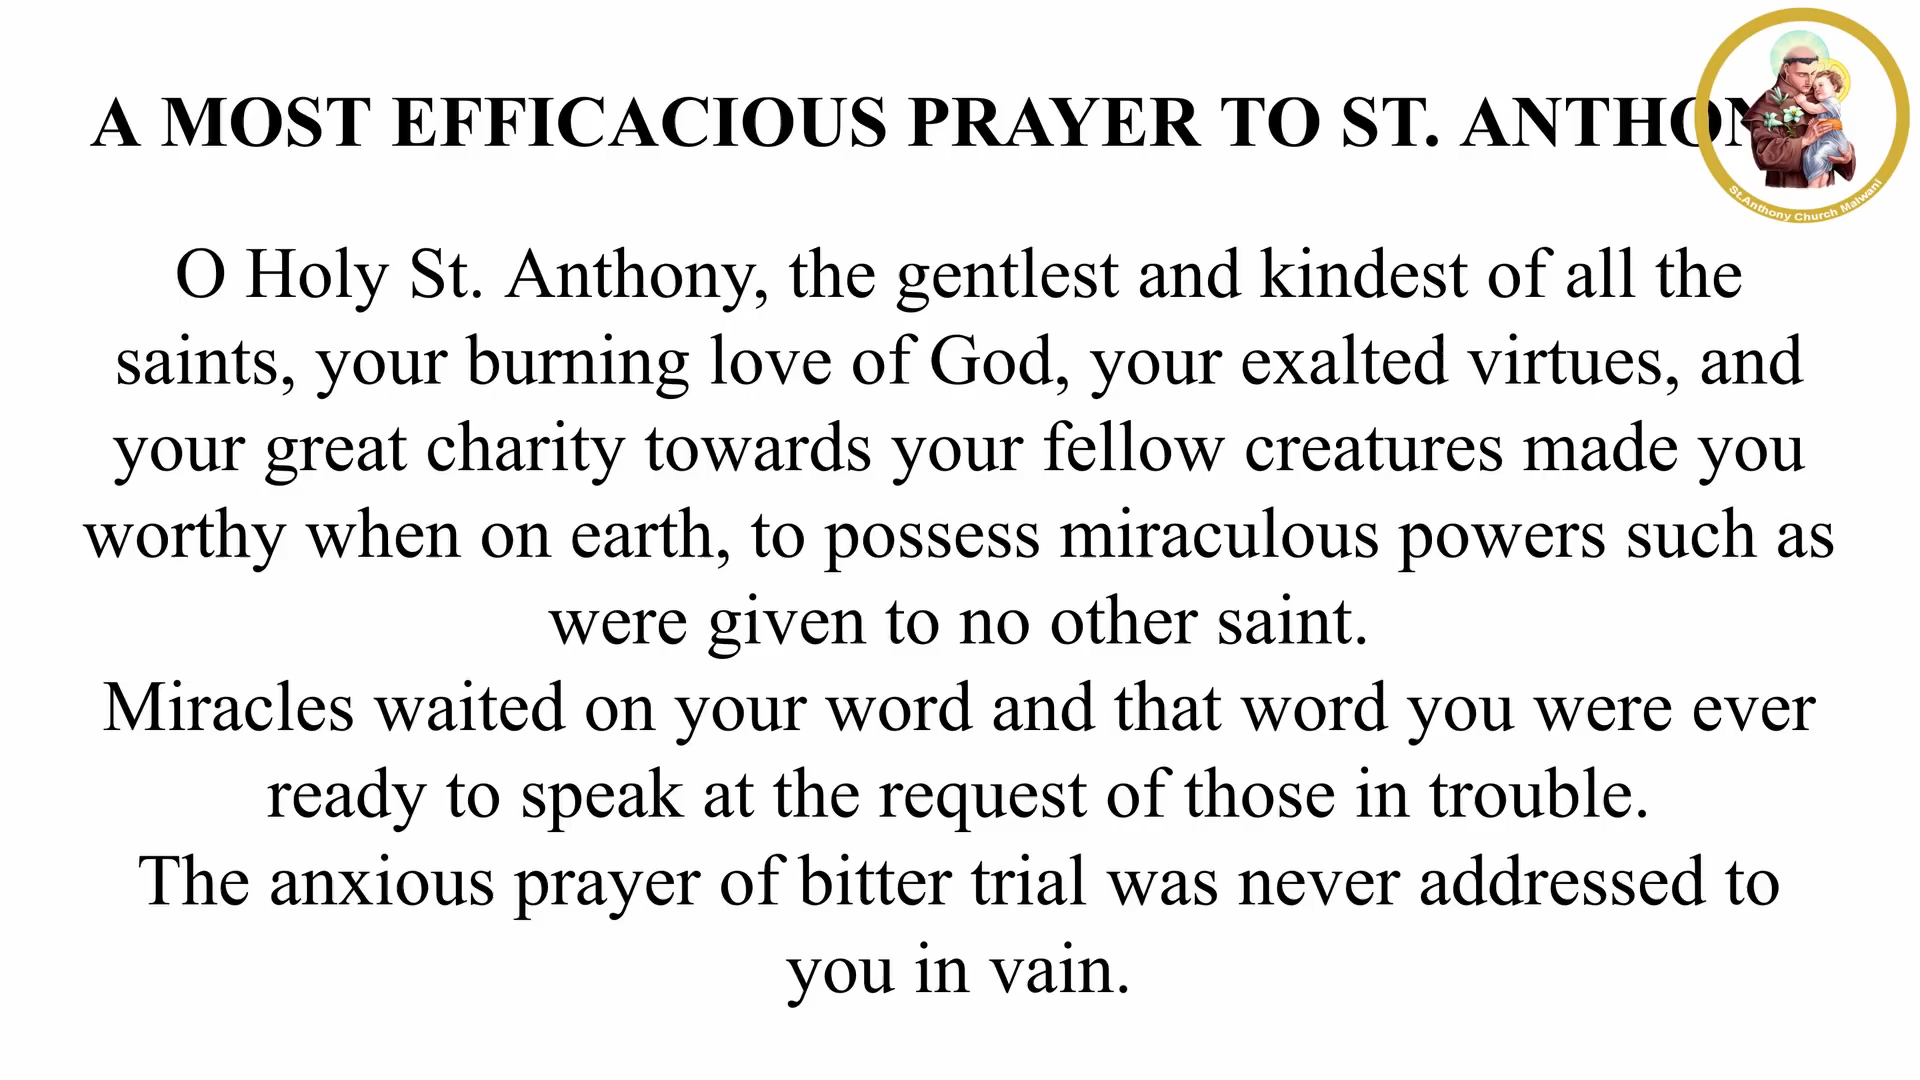 A MOST EFFICACIOUS PRAYER TO ST. ANTHON
St.Anthony Church Malwani
O Holy St. Anthony, the gentlest and kindest of all the
saints, your burning love of God, your exalted virtues, and
your great charity towards your fellow creatures made you
worthy when on earth, to possess miraculous powers such as
were given to no other saint.
Miracles waited on your word and that word you were ever
ready to speak at the request of those in trouble.
The anxious prayer of bitter trial was never addressed to
you in vain.